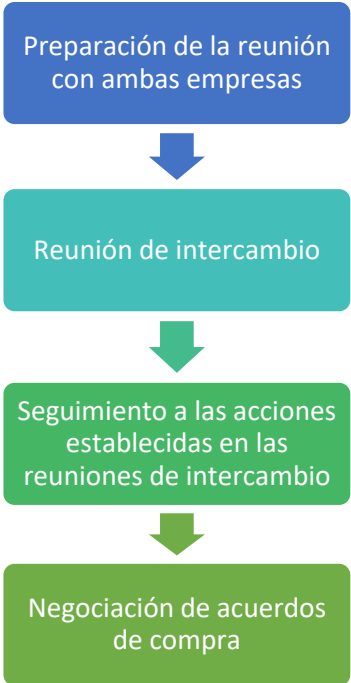 Preparación de la reunión
con ambas empresas
Reunión de intercambio
Seguimiento a las acciones
establecidas en las
reuniones de intercambio
Negociación de acuerdos
de compra